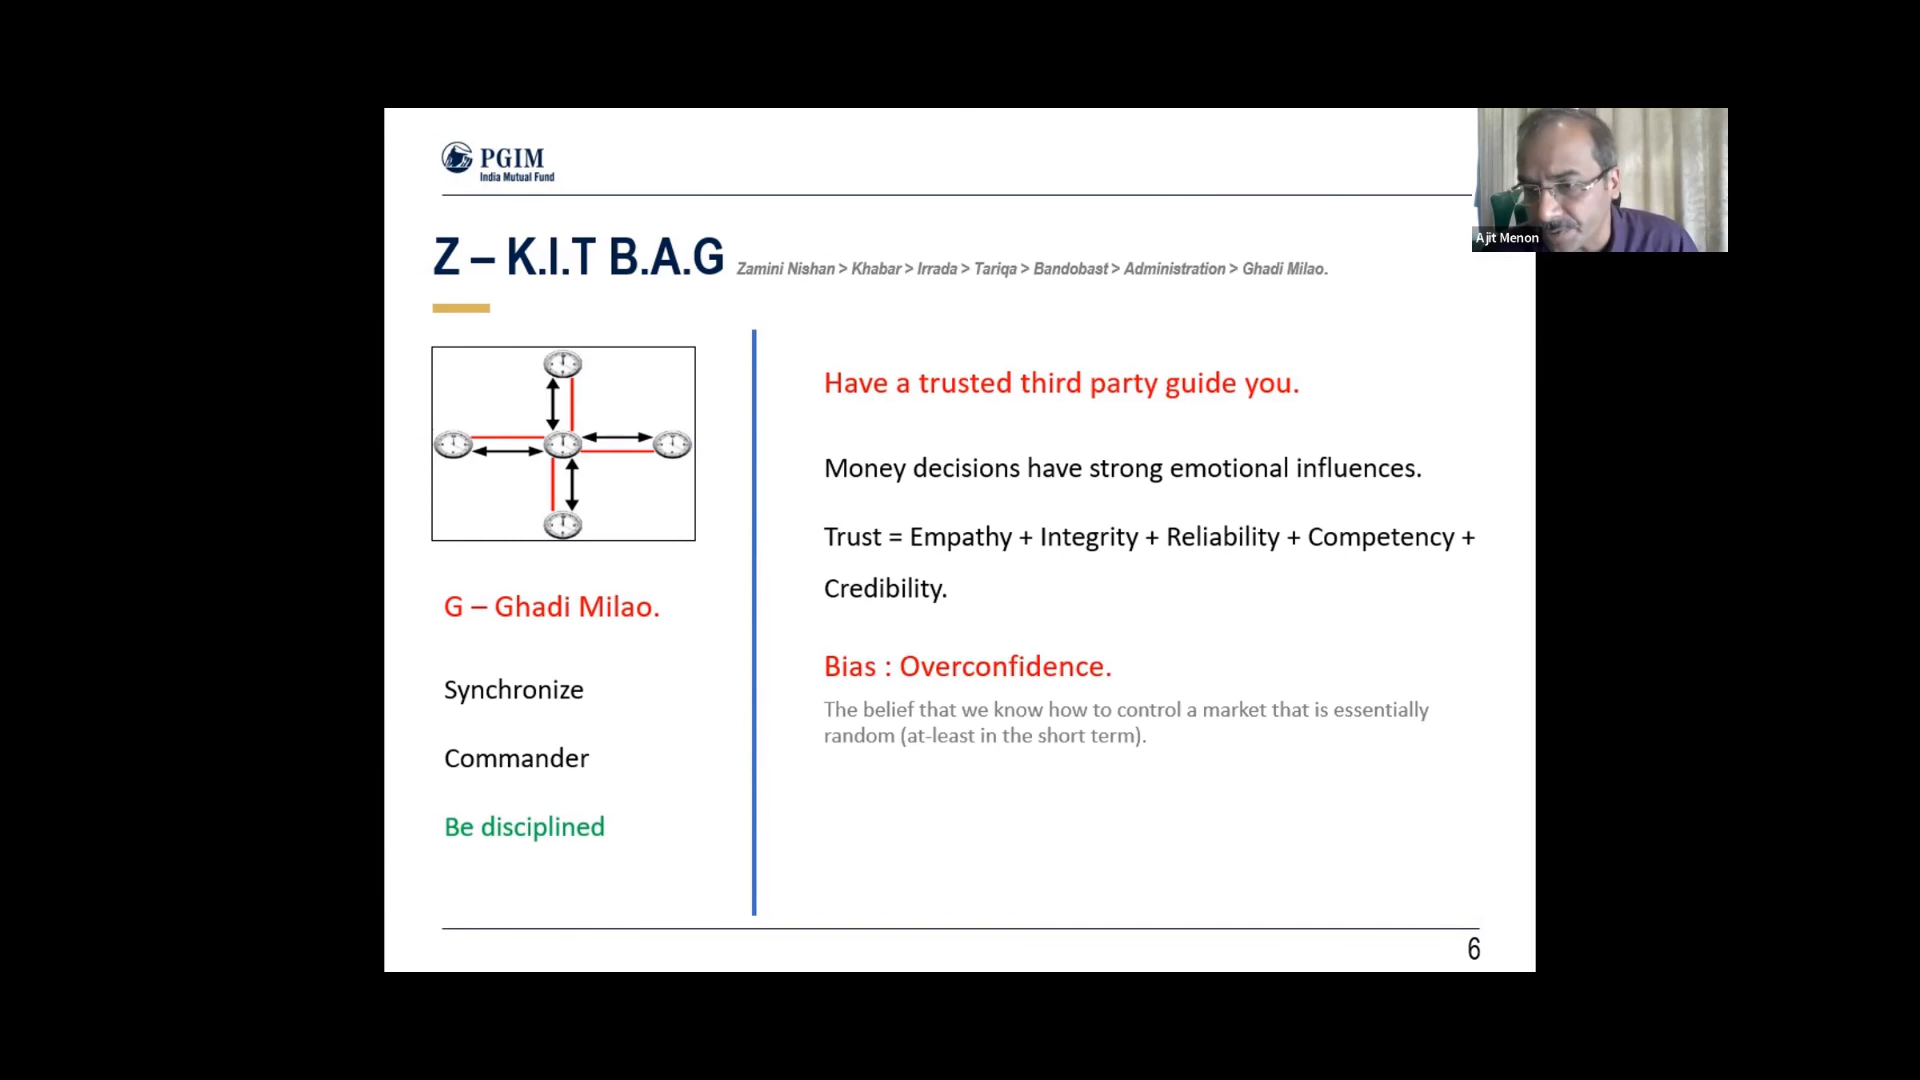 PGIM
India Mutual Fund
Ajit Menon
Z – K.I.T B.A.G Zamini Nishan > Khabar > Irrada > Tariqa > Bandobast > Administration > Ghadi Milao.
G – Ghadi Milao.
Synchronize
Commander
Be disciplined
Have a trusted third party guide you.
Money decisions have strong emotional influences.
Trust = Empathy + Integrity + Reliability + Competency +
Credibility.
Bias : Overconfidence.
The belief that we know how to control a market that is essentially
random (at-least in the short term).
6